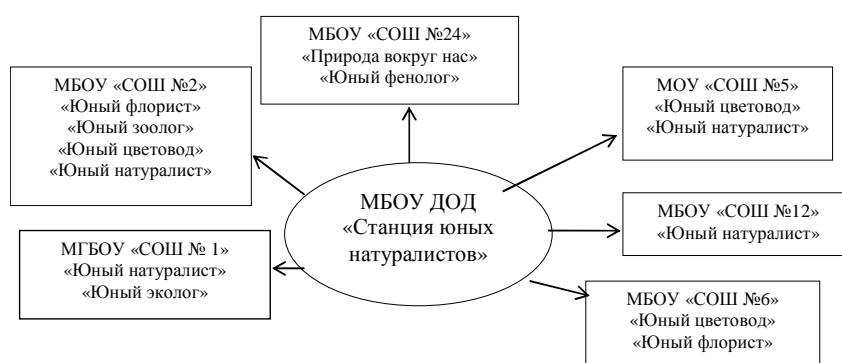 МБОУ «СОШ №24»
«Природа вокруг нас»
«Юный фенолог»
МБОУ «СОШ №2»
«Юный флорист»
«Юный зоолог»
«Юный цветовод»
«Юный натуралист»
МОУ «СОШ №5»
«Юный цветовод»
«Юный натуралист»
МБОУ ДОД
«Станция юных
натуралистов»
МБОУ «СОШ №12»
«Юный натуралист»
МГБОУ «СОШ № 1»
«Юный натуралист»
«Юный эколог»
МБОУ «СОШ №6»
«Юный цветовод»
«Юный флорист»